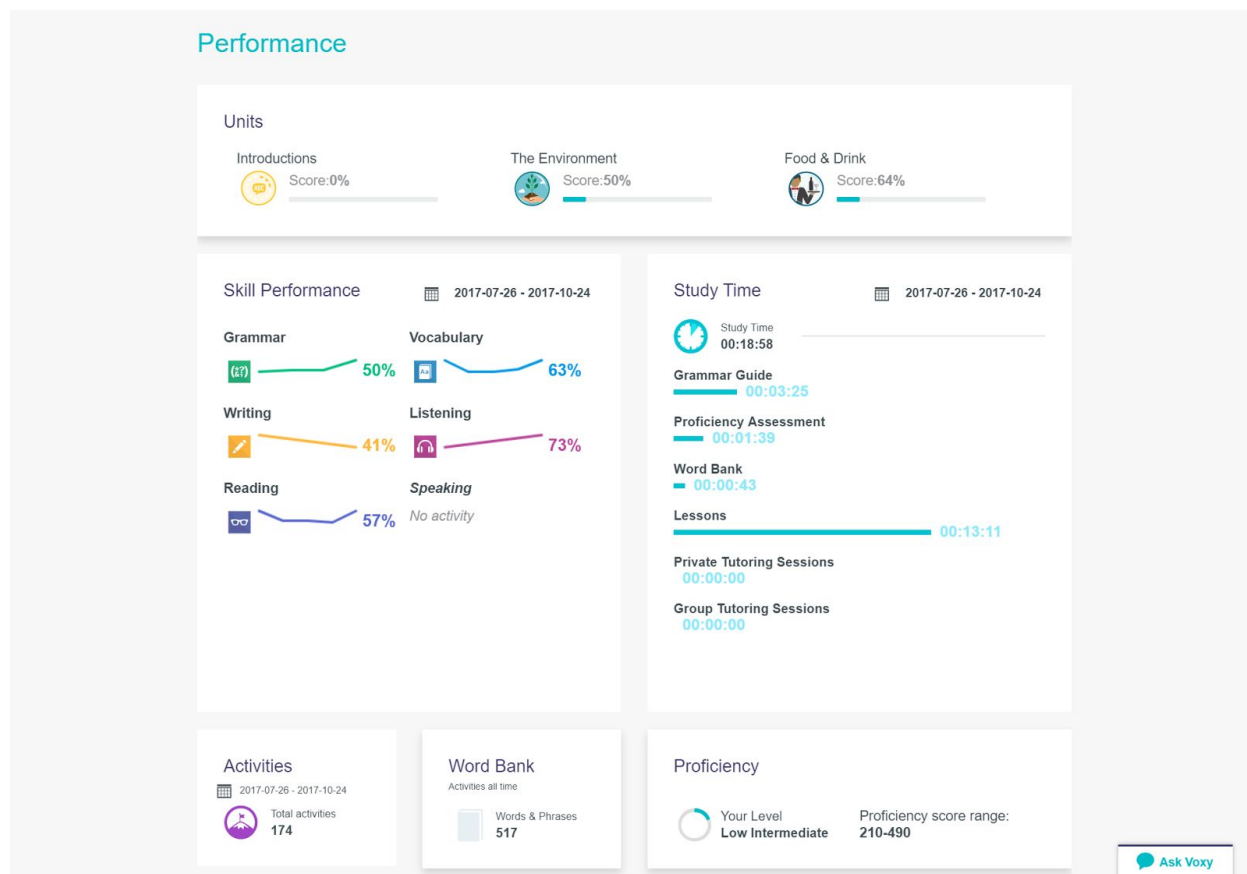 Performance
Units
Introductions
Score:0%
The Environment
Score:50%
Food & Drink
Score:64%
Skill Performance
2017-07-26 - 2017-10-24
Grammar
50%
Vocabulary
Aa
63%
Writing
41%
Listening
73%
Reading
57%
Speaking
No activity
Study Time
2017-07-26 - 2017-10-24
Study Time
00:18:58
Grammar Guide
00:03:25
Proficiency Assessment
00:01:39
Word Bank
00:00:43
Lessons
00:13:11
Private Tutoring Sessions
00:00:00
Group Tutoring Sessions
00:00:00
Activities
2017-07-26 - 2017-10-24
Total activities
174
Word Bank
Activities all time
Words & Phrases
517
Proficiency
Your Level
Low Intermediate
Proficiency score range:
210-490
Ask Voxy